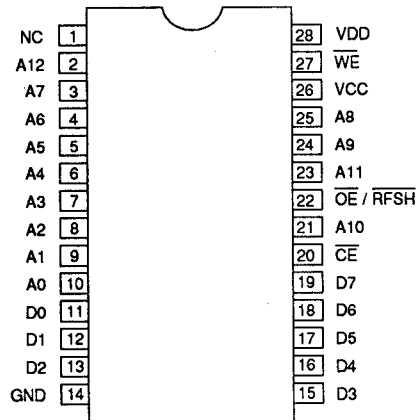 NC 1 28 VDD
A12 2 27 WE
A7 3 26 VCC
A6 4 25 A8
A5 5 24 A9
A4 6 23 A11
A3 7 22 OE / RFSH
A2 8 21 A10
A1 9 20 CE
A0 10 19 D7
D0 11 18 D6
D1 12 17 D5
D2 13 16 D4
GND 14 15 D3